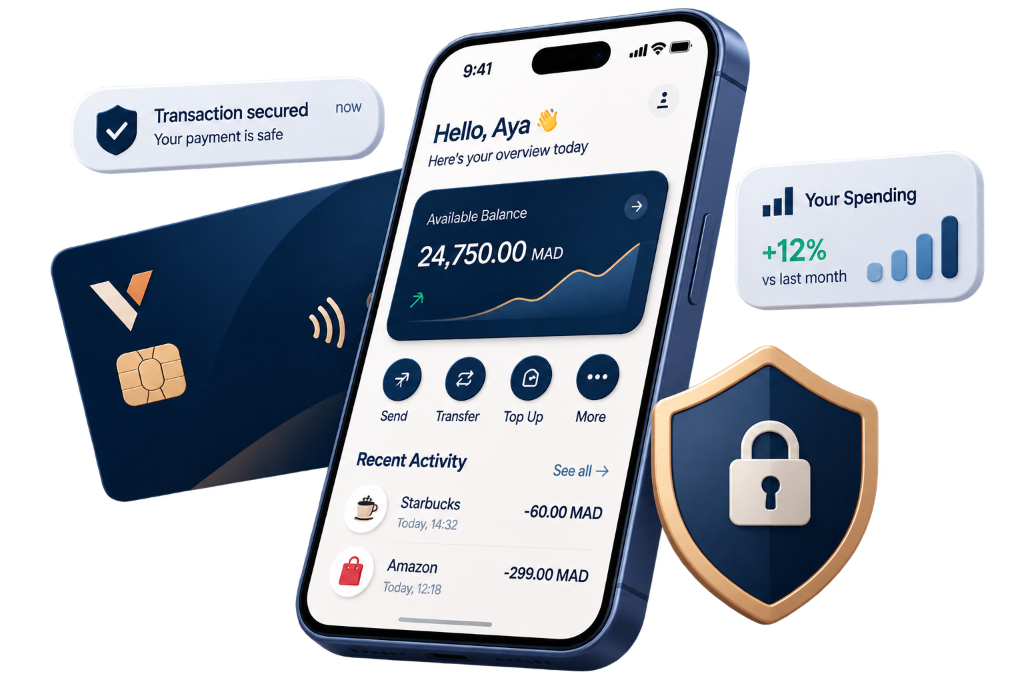 Transaction secured
now
Your payment is safe
9:41
Hello, Aya 👋
Here's your overview today
Available Balance
24,750.00 MAD
Send
Transfer
Top Up
More
Recent Activity
See all →
Starbucks
-60.00 MAD
Today, 14:32
Amazon
-299.00 MAD
Today, 12:18
Your Spending
+12%
vs last month